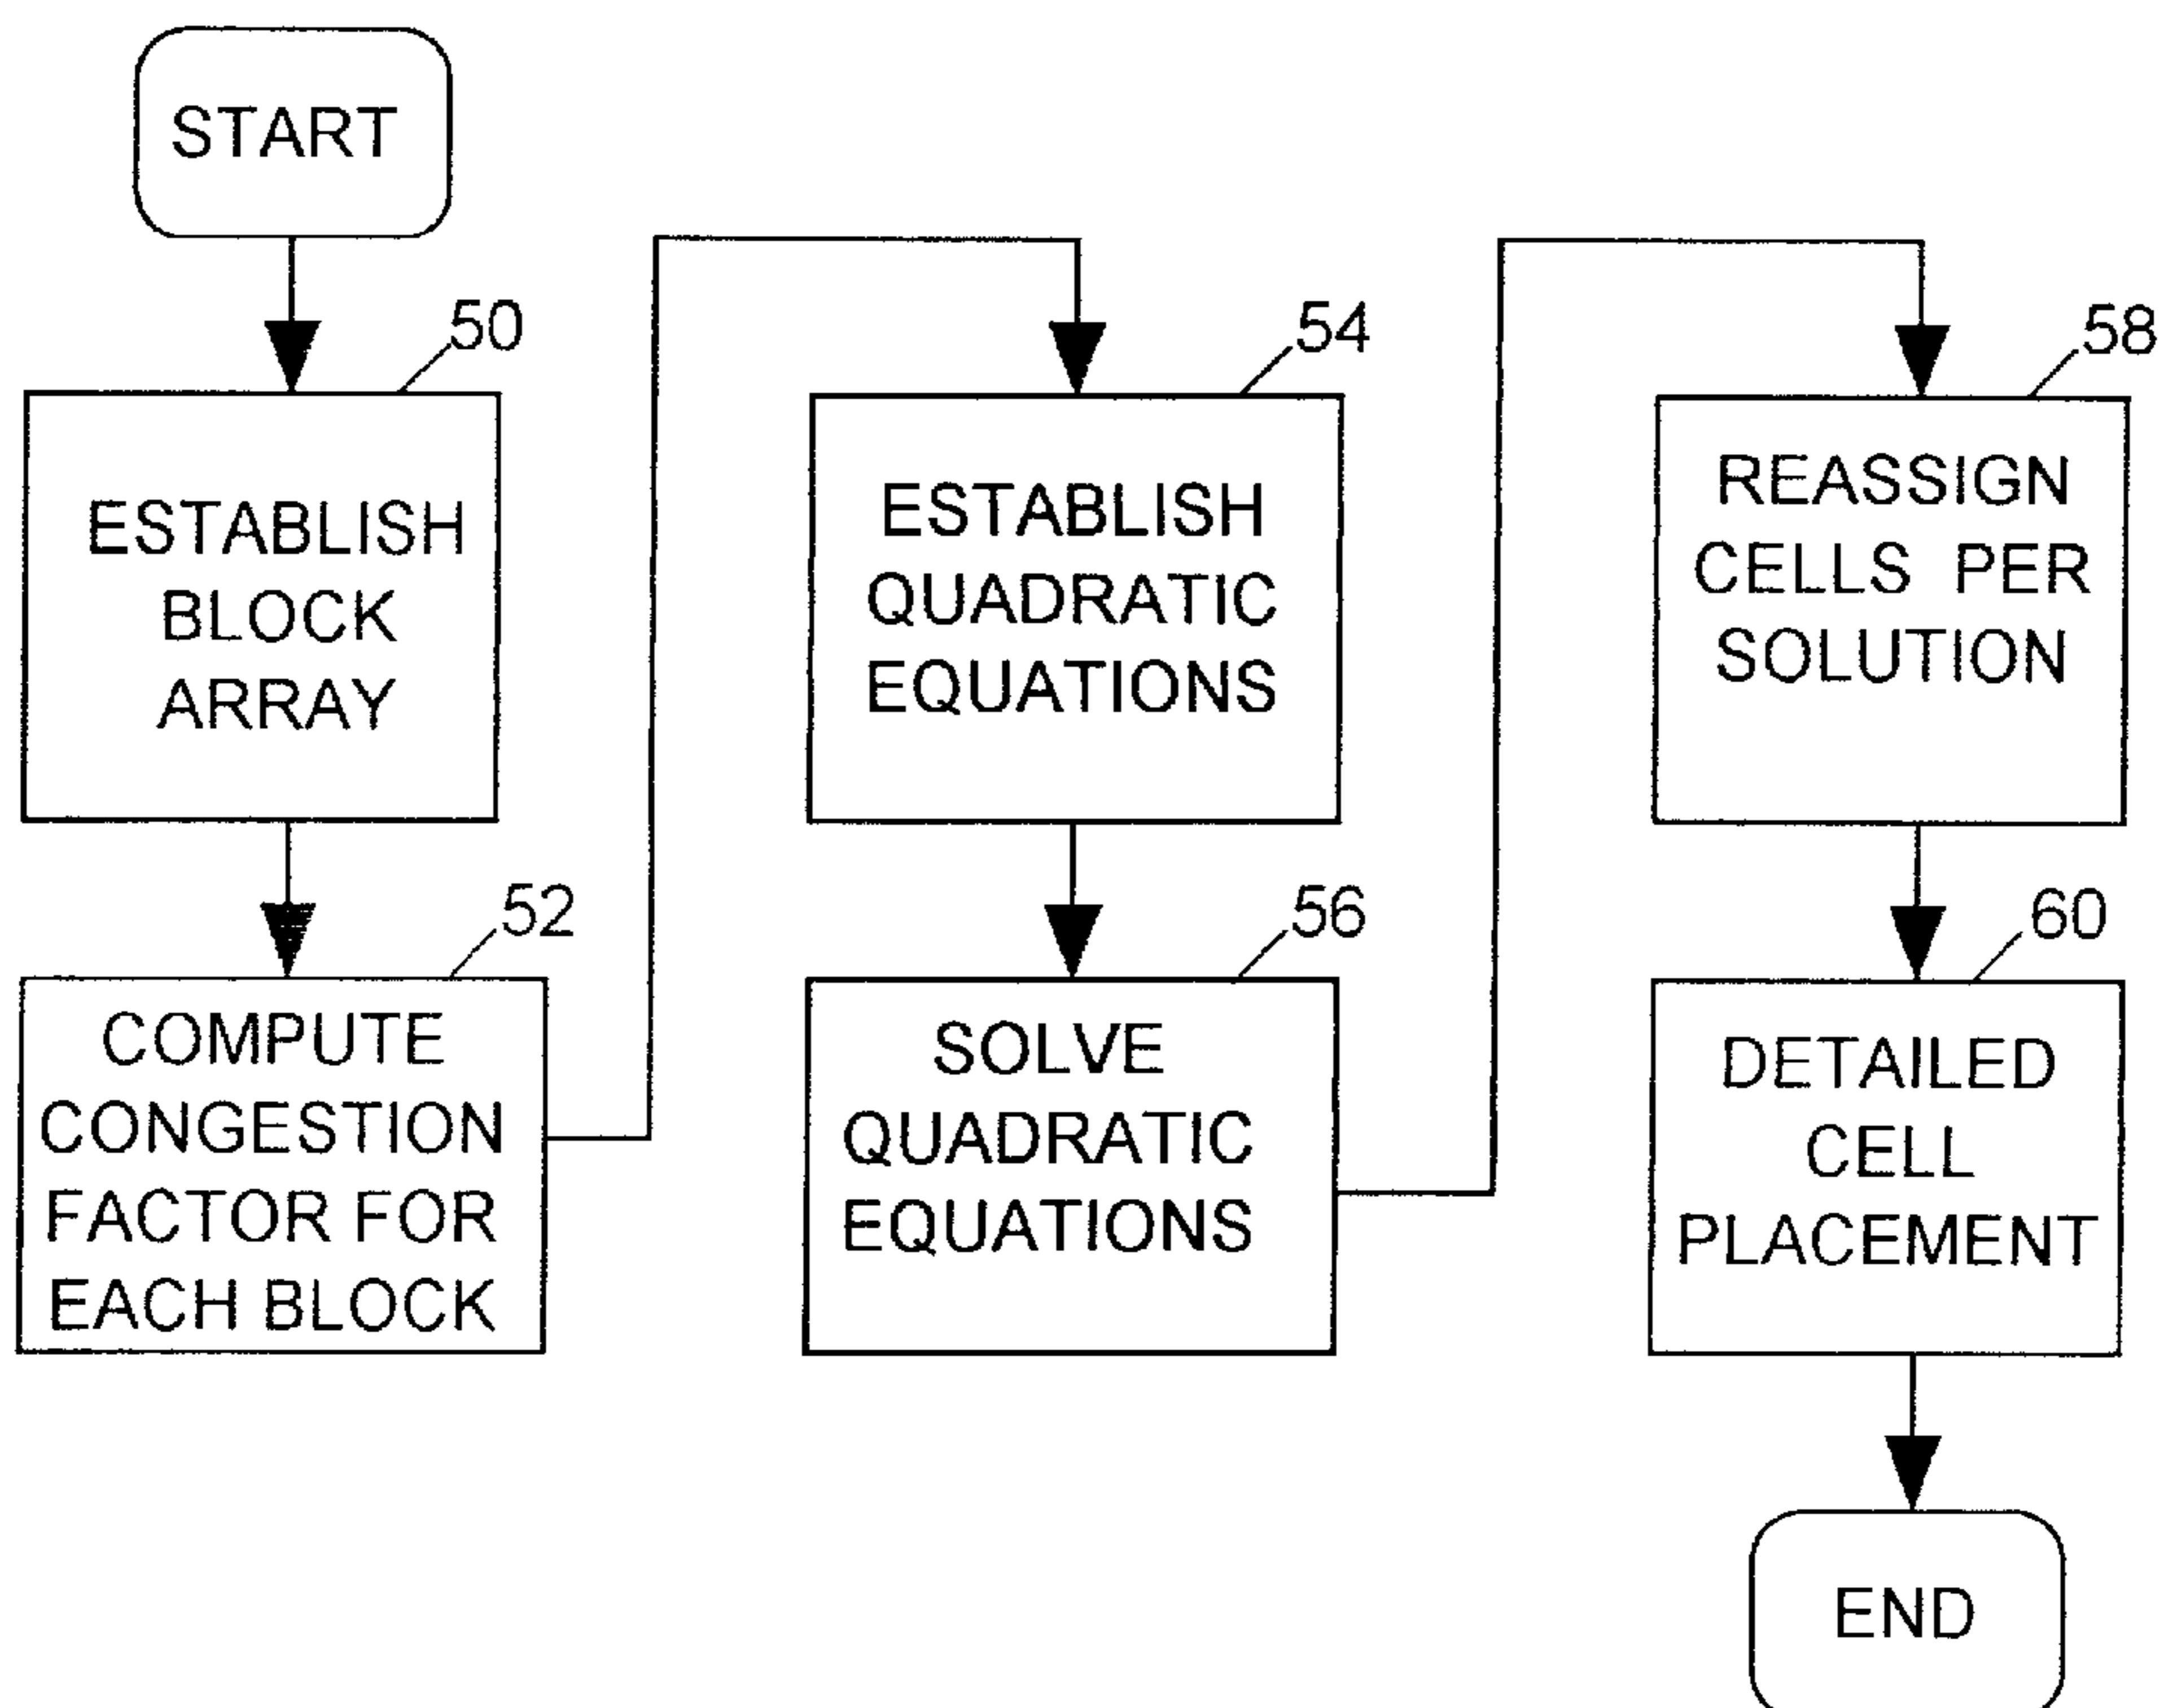 START
50
ESTABLISH
BLOCK
ARRAY
52
COMPUTE
CONGESTION
FACTOR FOR
EACH BLOCK
54
ESTABLISH
QUADRATIC
EQUATIONS
56
SOLVE
QUADRATIC
EQUATIONS
58
REASSIGN
CELLS PER
SOLUTION
60
DETAILED
CELL
PLACEMENT
END